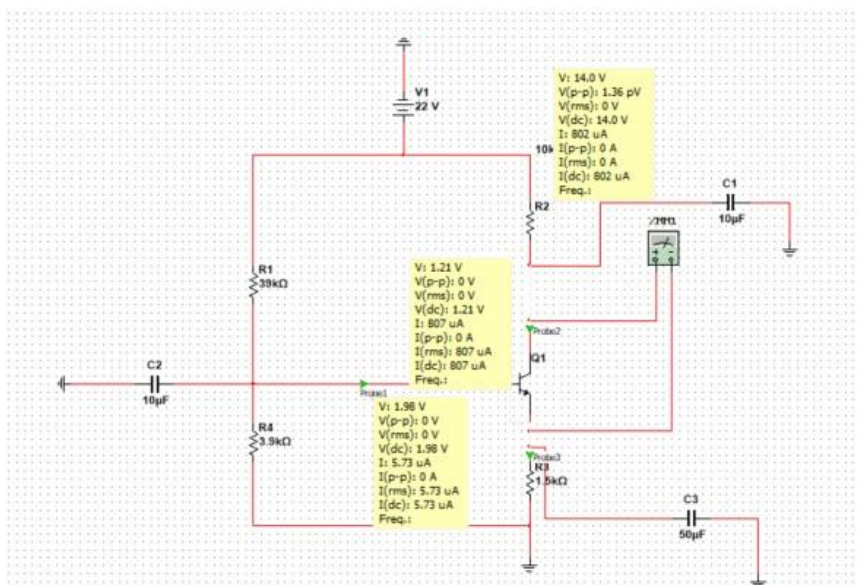 V1
22 V
V: 14.0 V
V(p-p): 1.36 pV
V(rms): 0 V
V(dc): 14.0 V
I: 802 uA
I(p-p): 0 A
I(rms): 0 A
I(dc): 802 uA
Freq.:
10k
R2
C1
10µF
XMM1
R1
39kΩ
V: 1.21 V
V(p-p): 0 V
V(rms): 0 V
V(dc): 1.21 V
I: 807 uA
I(p-p): 0 A
I(rms): 807 uA
I(dc): 807 uA
Freq.:
Probe2
Q1
C2
10µF
Probe1
R4
3.9kΩ
V: 1.98 V
V(p-p): 0 V
V(rms): 0 V
V(dc): 1.98 V
I: 5.73 uA
I(p-p): 0 A
I(rms): 5.73 uA
I(dc): 5.73 uA
Freq.:
Probe3
1.5kΩ
C3
50µF